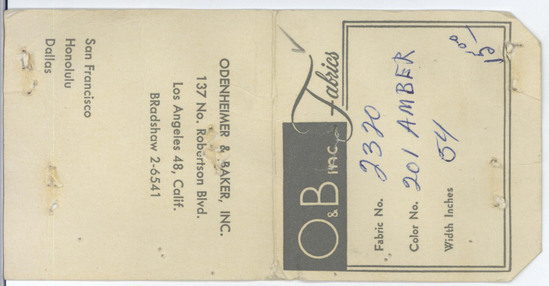 O&B INC.
Fabrics
Fabric No. 2320
Color No. 201 AMBER
Width Inches 54
ODENHEIMER & BAKER, INC.
137 No. Robertson Blvd.
Los Angeles 48, Calif.
BRadshaw 2-6541
San Francisco
Honolulu
Dallas